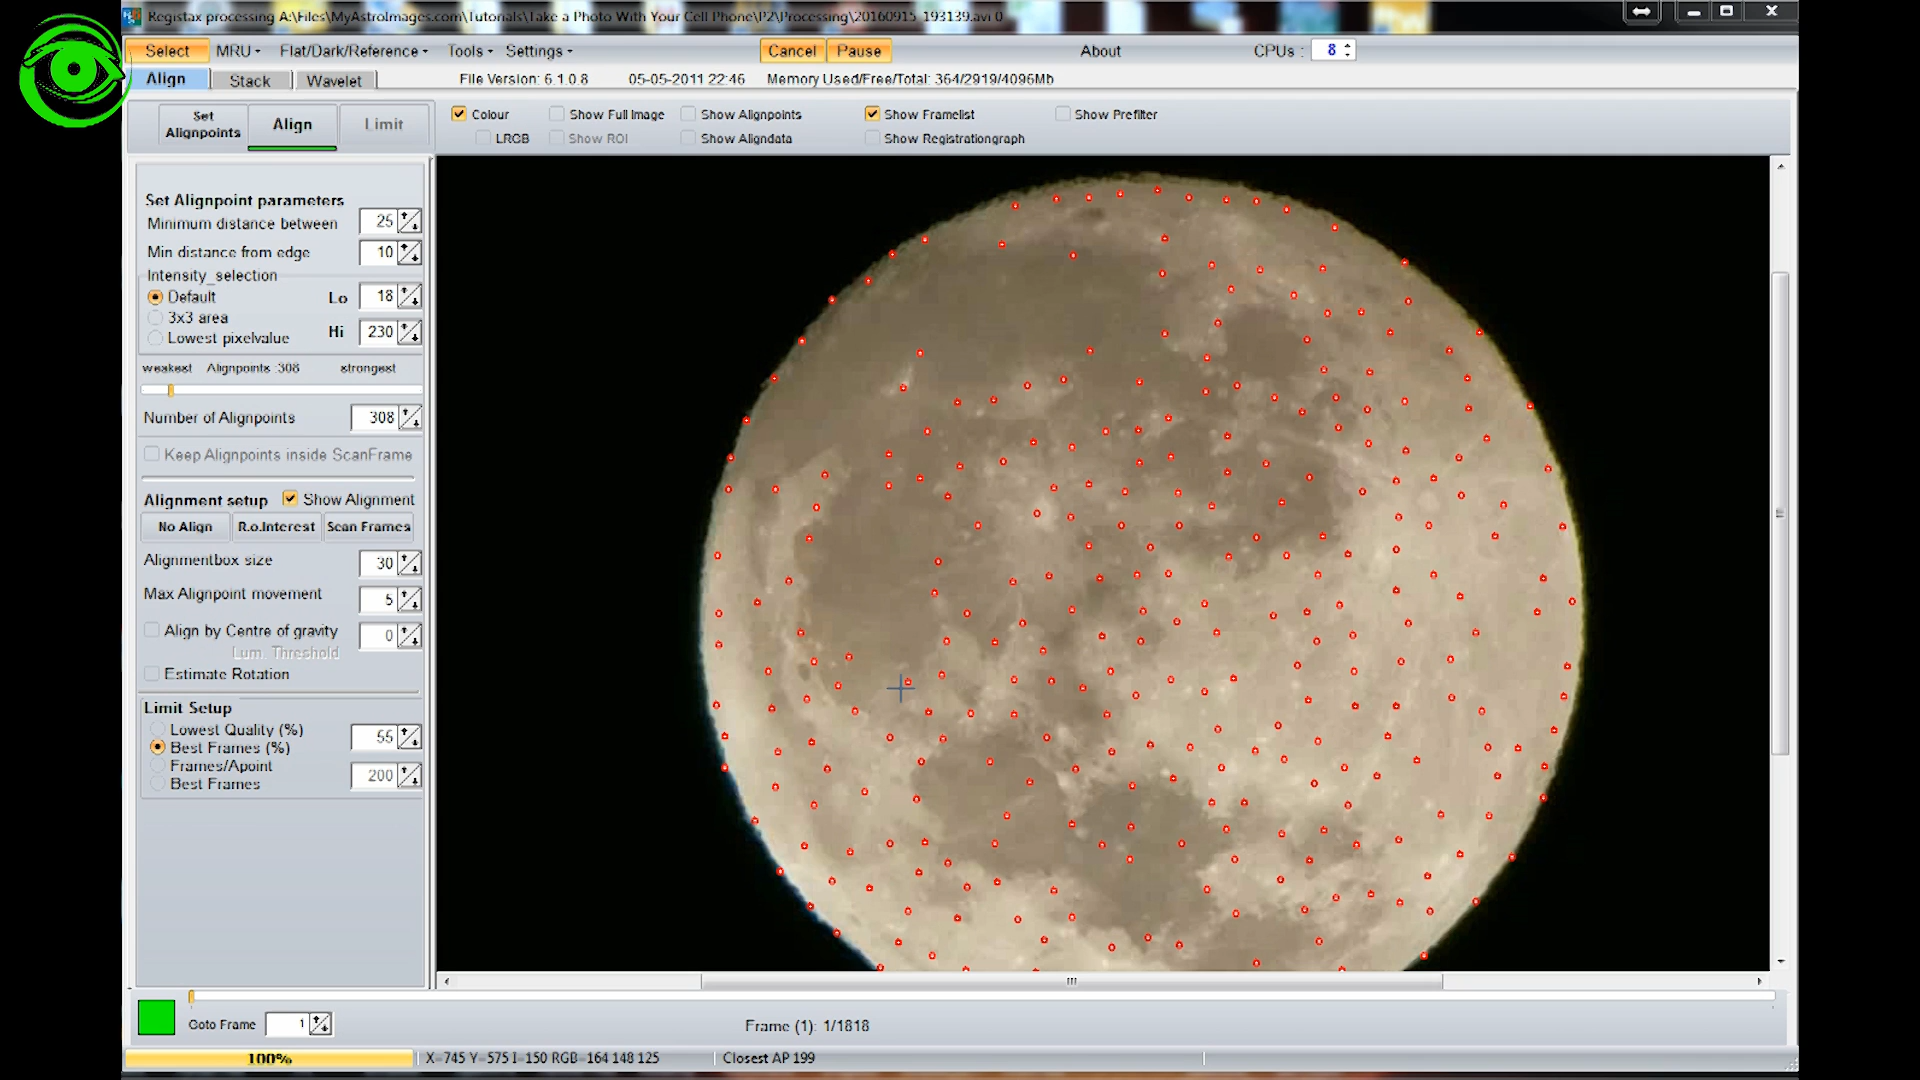 Registax processing A:\Files\MyAstroImages.com\Tutorials\Take a Photo With Your Cell Phone\P2\Processing\20160915_193139.avi 0
Select MRU Flat/Dark/Reference Tools Settings Cancel Pause About CPUs : 8
Align Stack Wavelet File Version: 6.1.0.8 05-05-2011 22:46 Memory Used/Free/Total: 364/2919/4096Mb
Set Alignpoints Align Limit
Colour Show Full Image Show Alignpoints Show Framelist Show Prefilter
LRGB Show ROI Show Aligndata Show Registrationgraph
Set Alignpoint parameters
Minimum distance between 25
Min distance from edge 10
Intensity_selection
Default Lo 18
3x3 area
Hi 230
Lowest pixelvalue
weakest Alignpoints :308 strongest
Number of Alignpoints 308
Keep Alignpoints inside ScanFrame
Alignment setup Show Alignment
No Align R.o.Interest Scan Frames
Alignmentbox size 30
Max Alignpoint movement 5
Align by Centre of gravity 0
Lum. Threshold
Estimate Rotation
Limit Setup
Lowest Quality (%) 55
Best Frames (%)
Frames/Apoint 200
Best Frames
Goto Frame 1 Frame (1): 1/1818
100% X=745 Y=575 I=150 RGB=164 148 125 Closest AP 199